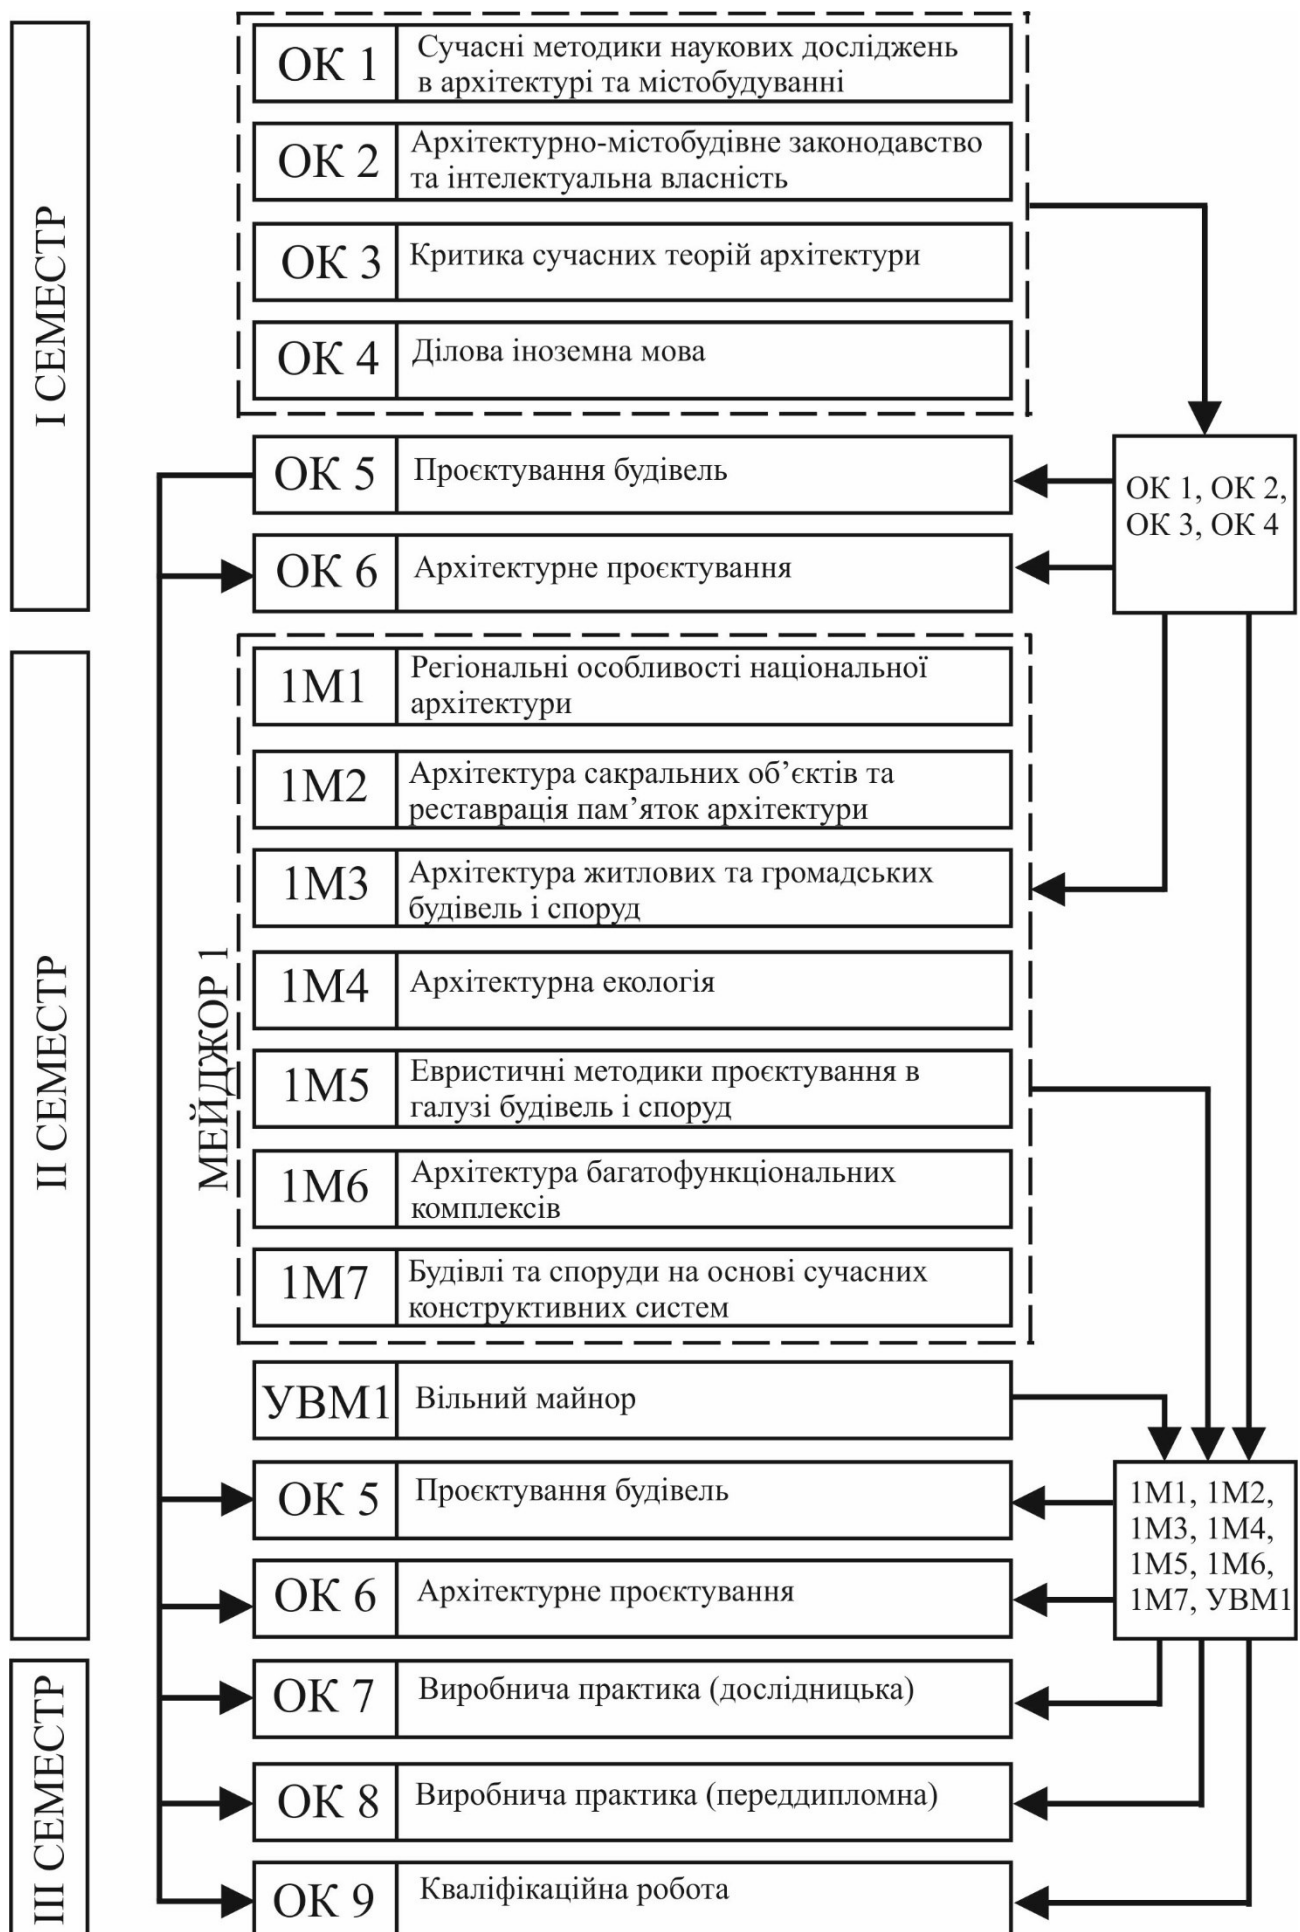 І СЕМЕСТР
ОК 1
Сучасні методики наукових досліджень
в архітектурі та містобудуванні
ОК 2
Архітектурно-містобудівне законодавство
та інтелектуальна власність
ОК 3
Критика сучасних теорій архітектури
ОК 4
Ділова іноземна мова
ОК 5
Проєктування будівель
ОК 6
Архітектурне проєктування
ОК 1, ОК 2,
ОК 3, ОК 4
ІІ СЕМЕСТР
МЕЙДЖОР 1
1М1
Регіональні особливості національної
архітектури
1М2
Архітектура сакральних об’єктів та
реставрація пам’яток архітектури
1М3
Архітектура житлових та громадських
будівель і споруд
1М4
Архітектурна екологія
1М5
Евристичні методики проєктування в
галузі будівель і споруд
1М6
Архітектура багатофункціональних
комплексів
1М7
Будівлі та споруди на основі сучасних
конструктивних систем
УВМ1
Вільний майнор
ОК 5
Проєктування будівель
ОК 6
Архітектурне проєктування
1М1, 1М2,
1М3, 1М4,
1М5, 1М6,
1М7, УВМ1
ІІІ СЕМЕСТР
ОК 7
Виробнича практика (дослідницька)
ОК 8
Виробнича практика (переддипломна)
ОК 9
Кваліфікаційна робота